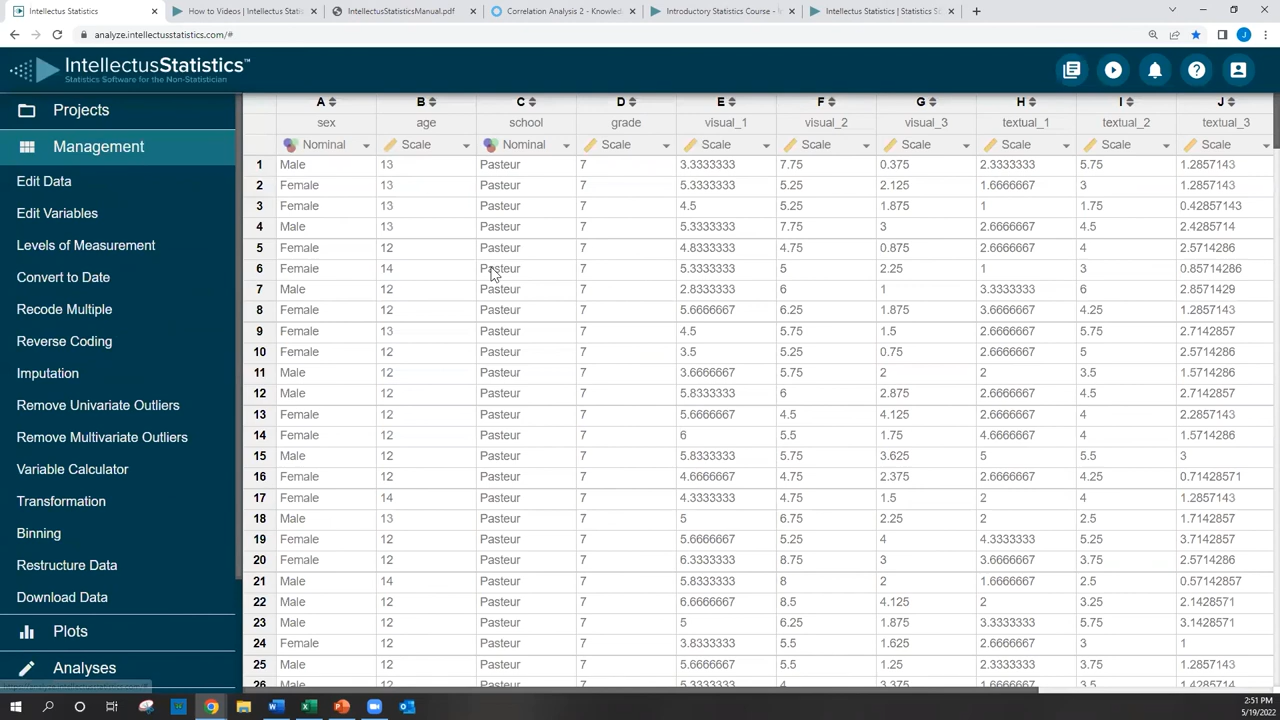 Intellectus Statistics
How to Videos | Intellectus Stati
IntellectusStatisticsManual.pdf
Correlation Analysis 2 - Knowled
Introductory Statistics Course - In
Intellectus Statistics | Statistics So
analyze.intellectusstatistics.com/#
J
IntellectusStatistics™
Statistics Software for the Non-Statistician
Projects
Management
Edit Data
Edit Variables
Levels of Measurement
Convert to Date
Recode Multiple
Reverse Coding
Imputation
Remove Univariate Outliers
Remove Multivariate Outliers
Variable Calculator
Transformation
Binning
Restructure Data
Download Data
Plots
Analyses
A B C D E F G H I J
sex age school grade visual_1 visual_2 visual_3 textual_1 textual_2 textual_3
Nominal Scale Nominal Scale Scale Scale Scale Scale Scale Scale
1 Male 13 Pasteur 7 3.3333333 7.75 0.375 2.3333333 5.75 1.2857143
2 Female 13 Pasteur 7 5.3333333 5.25 2.125 1.6666667 3 1.2857143
3 Female 13 Pasteur 7 4.5 5.25 1.875 1 1.75 0.42857143
4 Male 13 Pasteur 7 5.3333333 7.75 3 2.6666667 4.5 2.4285714
5 Female 12 Pasteur 7 4.8333333 4.75 0.875 2.6666667 4 2.5714286
6 Female 14 Pasteur 7 5.3333333 5 2.25 1 3 0.85714286
7 Male 12 Pasteur 7 2.8333333 6 1 3.3333333 6 2.8571429
8 Female 12 Pasteur 7 5.6666667 6.25 1.875 3.6666667 4.25 1.2857143
9 Female 13 Pasteur 7 4.5 5.75 1.5 2.6666667 5.75 2.7142857
10 Female 12 Pasteur 7 3.5 5.25 0.75 2.6666667 5 2.5714286
11 Male 12 Pasteur 7 3.6666667 5.75 2 2 3.5 1.5714286
12 Male 12 Pasteur 7 5.8333333 6 2.875 2.6666667 4.5 2.7142857
13 Female 12 Pasteur 7 5.6666667 4.5 4.125 2.6666667 4 2.2857143
14 Female 12 Pasteur 7 6 5.5 1.75 4.6666667 4 1.5714286
15 Male 12 Pasteur 7 5.8333333 5.75 3.625 5 5.5 3
16 Female 12 Pasteur 7 4.6666667 4.75 2.375 2.6666667 4.25 0.71428571
17 Female 14 Pasteur 7 4.3333333 4.75 1.5 2 4 1.2857143
18 Male 13 Pasteur 7 5 6.75 2.25 2 2.5 1.7142857
19 Female 12 Pasteur 7 5.6666667 5.25 4 4.3333333 5.25 3.7142857
20 Female 12 Pasteur 7 6.3333333 8.75 3 3.6666667 3.75 2.5714286
21 Male 14 Pasteur 7 5.8333333 8 2 1.6666667 2.5 0.57142857
22 Male 12 Pasteur 7 6.6666667 8.5 4.125 2 3.25 2.1428571
23 Male 12 Pasteur 7 5 6.25 1.875 3.3333333 5.75 3.1428571
24 Female 12 Pasteur 7 3.8333333 5.5 1.625 2.6666667 3 1
25 Male 12 Pasteur 7 5.6666667 5.5 1.25 2.3333333 3.75 1.2857143
26 Male 12 Pasteur 7 5.3333333 4 3.375 1.6666667 3.5 1.4285714
2:51 PM
5/19/2022